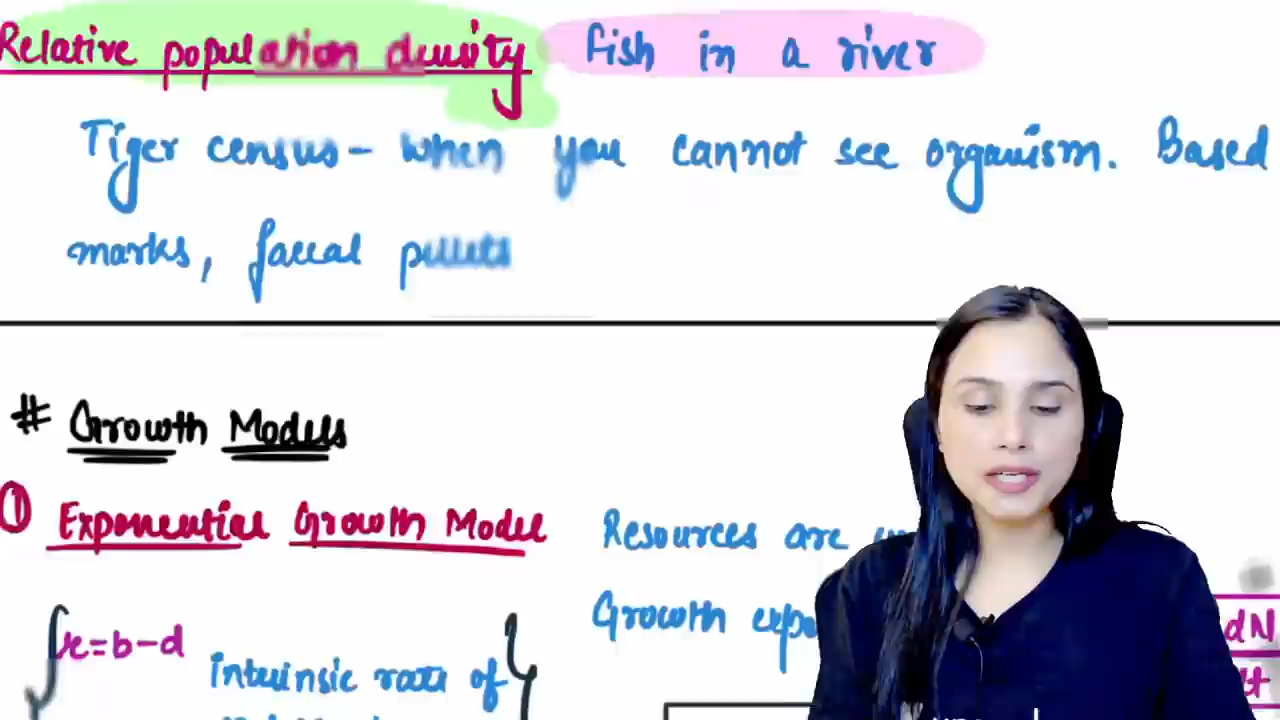 Relative population density fish in a river
Tiger census - when you cannot see organism. Based
marks, faecal pellets
# Growth Models
① Exponential Growth Model Resources are
Growth
r=b-d
intrinsic rate of
dN